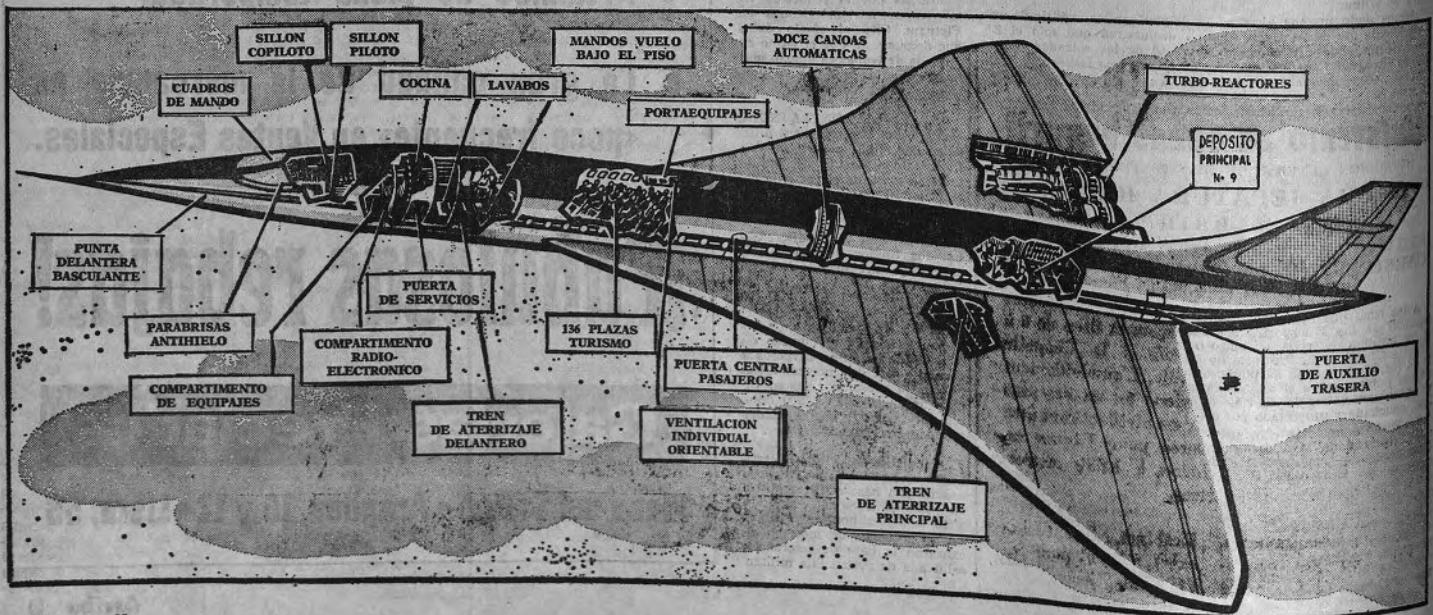 SILLON
COPILOTO
SILLON
PILOTO
MANDOS VUELO
BAJO EL PISO
DOCE CANOAS
AUTOMATICAS
CUADROS
DE MANDO
COCINA
LAVABOS
PORTAEQUIPAJES
TURBO-REACTORES
DEPOSITO
PRINCIPAL
Nº 9
PUNTA
DELANTERA
BASCULANTE
PARABRISAS
ANTIHIELO
COMPARTIMENTO
DE EQUIPAJES
COMPARTIMENTO
RADIO-
ELECTRONICO
PUERTA
DE SERVICIOS
TREN
DE ATERRIZAJE
DELANTERO
136 PLAZAS
TURISMO
PUERTA CENTRAL
PASAJEROS
VENTILACION
INDIVIDUAL
ORIENTABLE
TREN
DE ATERRIZAJE
PRINCIPAL
PUERTA
DE AUXILIO
TRASERA